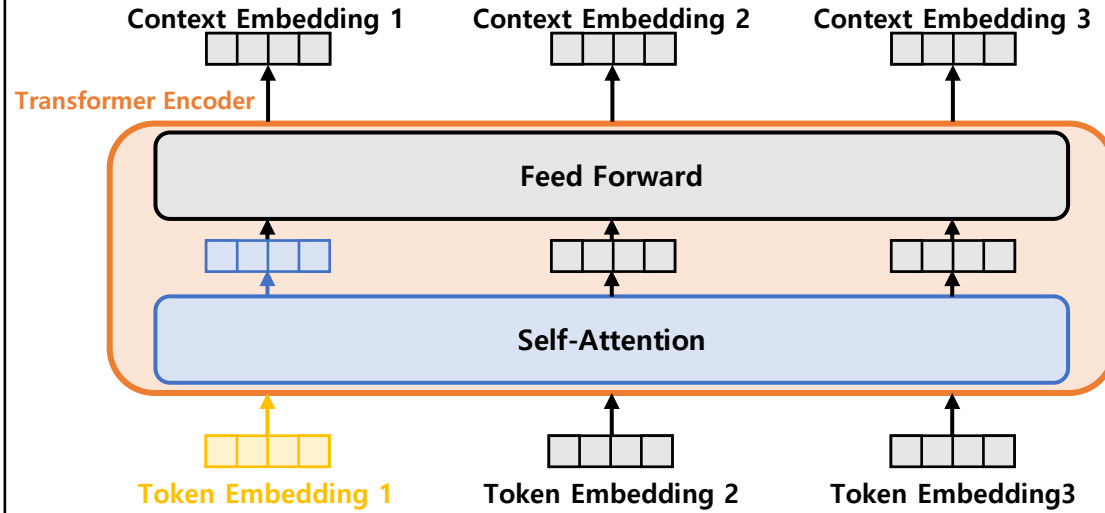 Context Embedding 1
Context Embedding 2
Context Embedding 3
Transformer Encoder
Feed Forward
Self-Attention
Token Embedding 1
Token Embedding 2
Token Embedding3